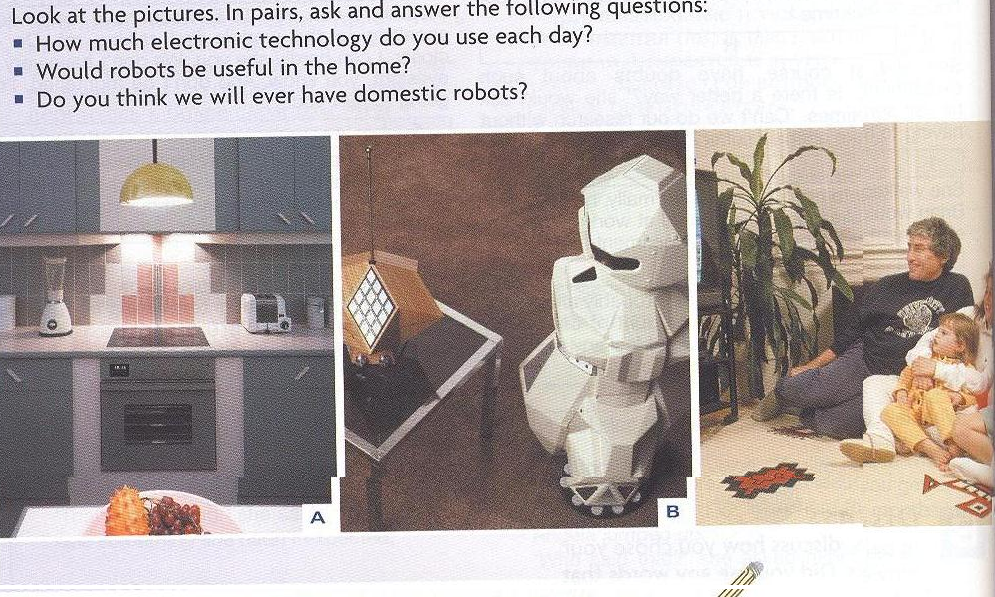 Look at the pictures. In pairs, ask and answer the following questions:
▪ How much electronic technology do you use each day?
▪ Would robots be useful in the home?
▪ Do you think we will ever have domestic robots?
A
B